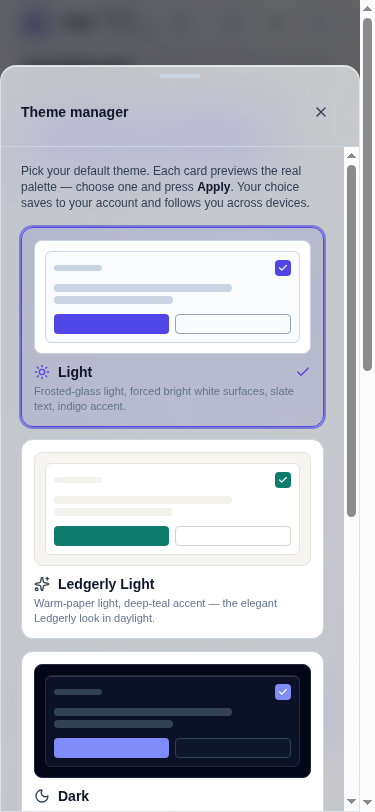 Theme manager
Pick your default theme. Each card previews the real
palette — choose one and press Apply. Your choice
saves to your account and follows you across devices.
Light
Frosted-glass light, forced bright white surfaces, slate
text, indigo accent.
Ledgerly Light
Warm-paper light, deep-teal accent — the elegant
Ledgerly look in daylight.
Dark